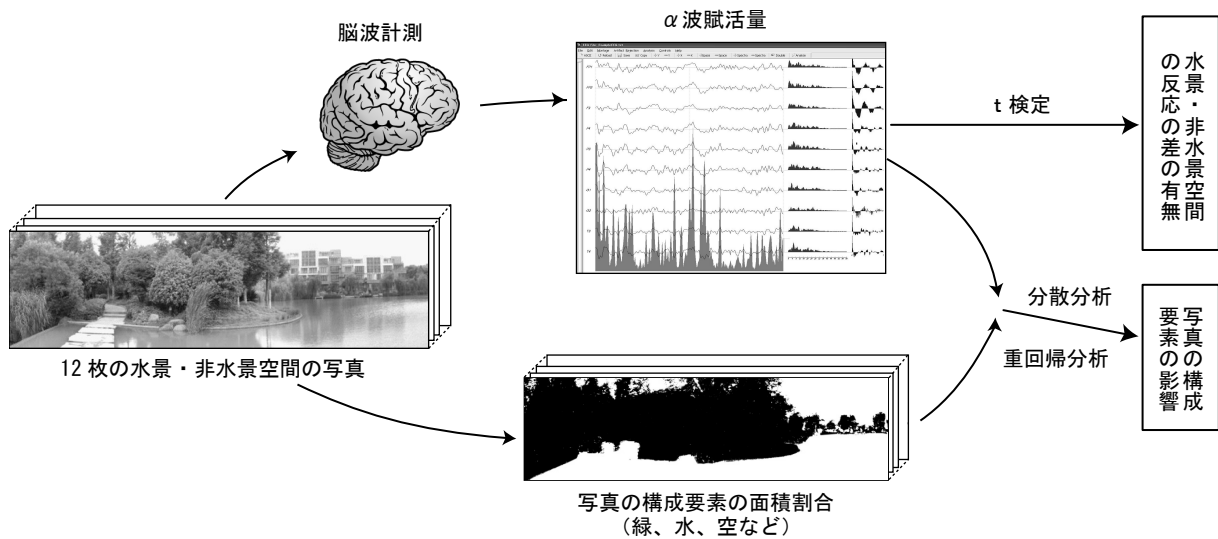 脳波計測
α波賦活量
t 検定
水景・非水景空間
の反応の差の有無
12 枚の水景・非水景空間の写真
分散分析
重回帰分析
写真の構成
要素の影響
写真の構成要素の面積割合
（緑、水、空など）